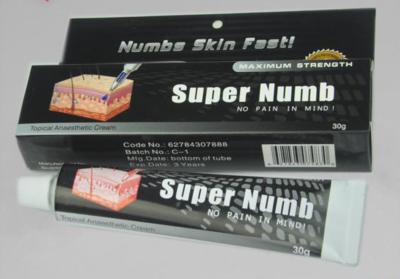 Numbs Skin Fast!
MAXIMUM STRENGTH
Super Numb
NO PAIN IN MIND!
Topical Anaesthetic Cream
30g
Code No.: 62784307888
Batch No.: C-1
Mfg.Date: bottom of tube
Exp.Date: 3 Years
Super Numb
NO PAIN IN MIND!
Topical Anaesthetic Cream
30g